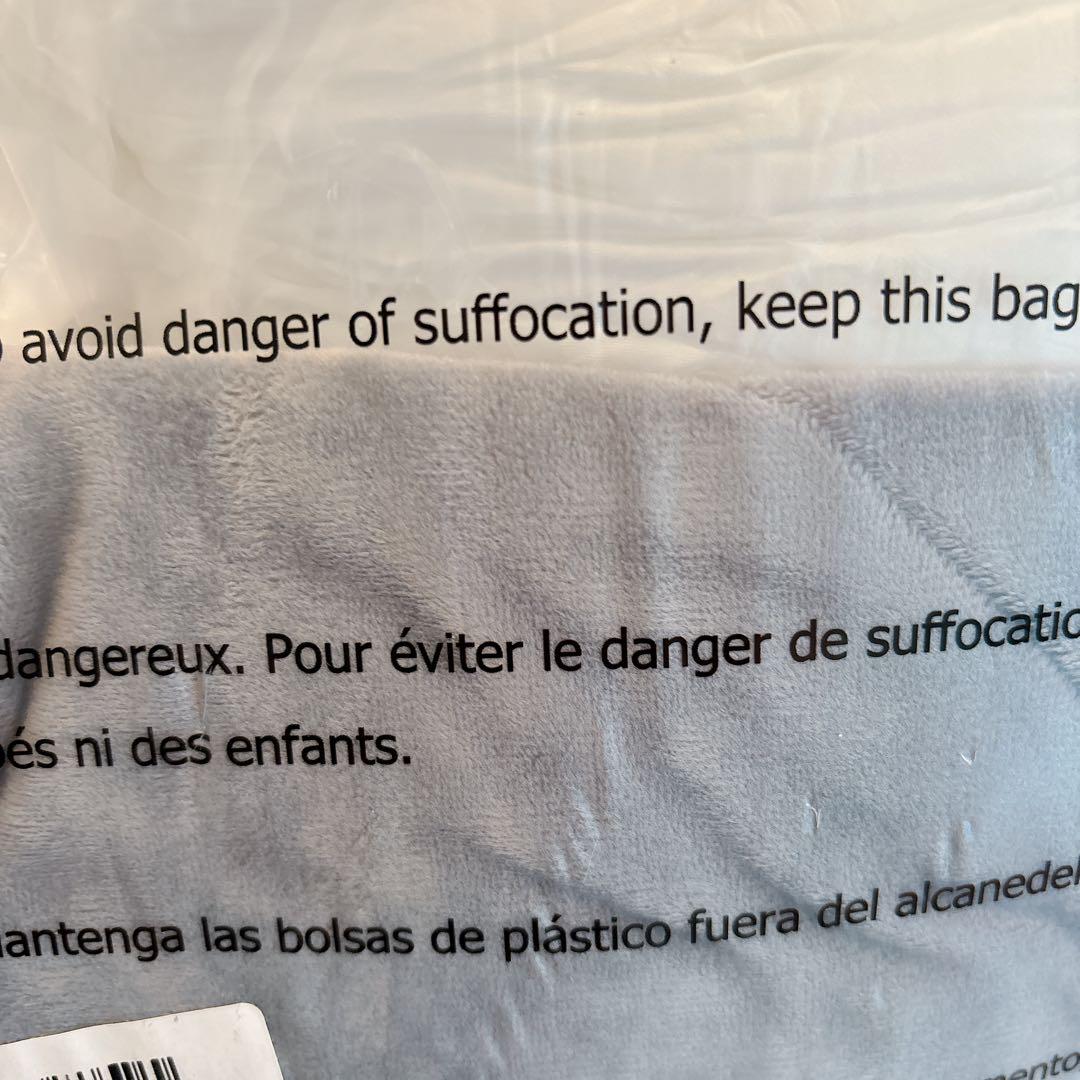 avoid danger of suffocation, keep this bag
dangereux. Pour éviter le danger de suffocatio
és ni des enfants.
antenga las bolsas de plástico fuera del alcanedel
mento